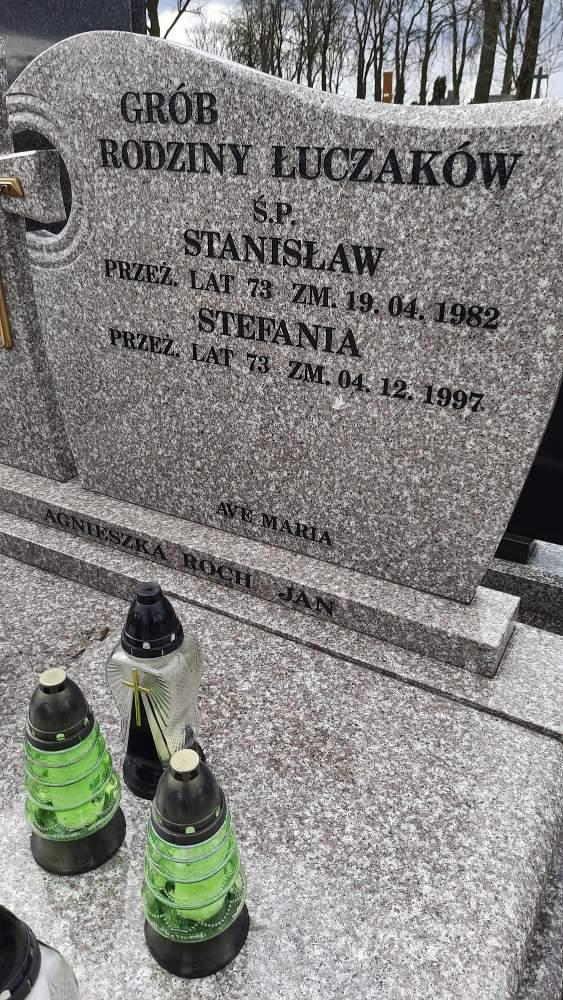 GRÓB
RODZINY ŁUCZAKÓW
Ś.P.
STANISŁAW
PRZEŻ. LAT 73 ZM. 19. 04. 1982
STEFANIA
PRZEŻ. LAT 73 ZM. 04. 12. 1997
AVE MARIA
AGNIESZKA ROCH JAN